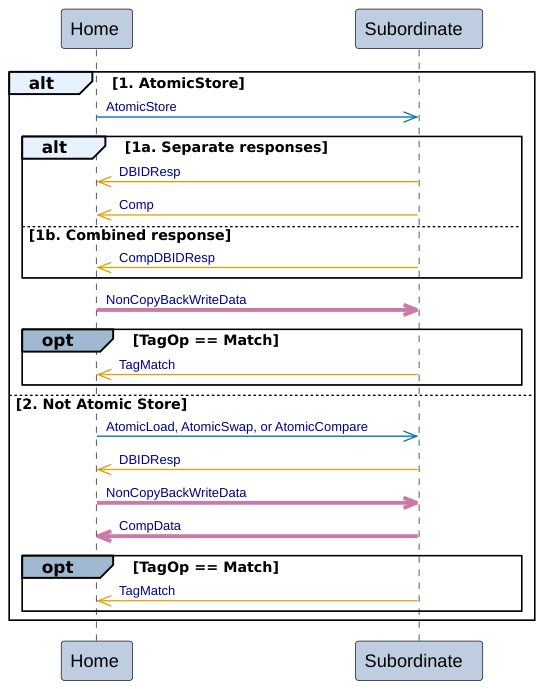 Home Subordinate
alt [1. AtomicStore]
AtomicStore
alt [1a. Separate responses]
DBIDResp
Comp
[1b. Combined response]
CompDBIDResp
NonCopyBackWriteData
opt [TagOp == Match]
TagMatch
[2. Not Atomic Store]
AtomicLoad, AtomicSwap, or AtomicCompare
DBIDResp
NonCopyBackWriteData
CompData
opt [TagOp == Match]
TagMatch
Home Subordinate